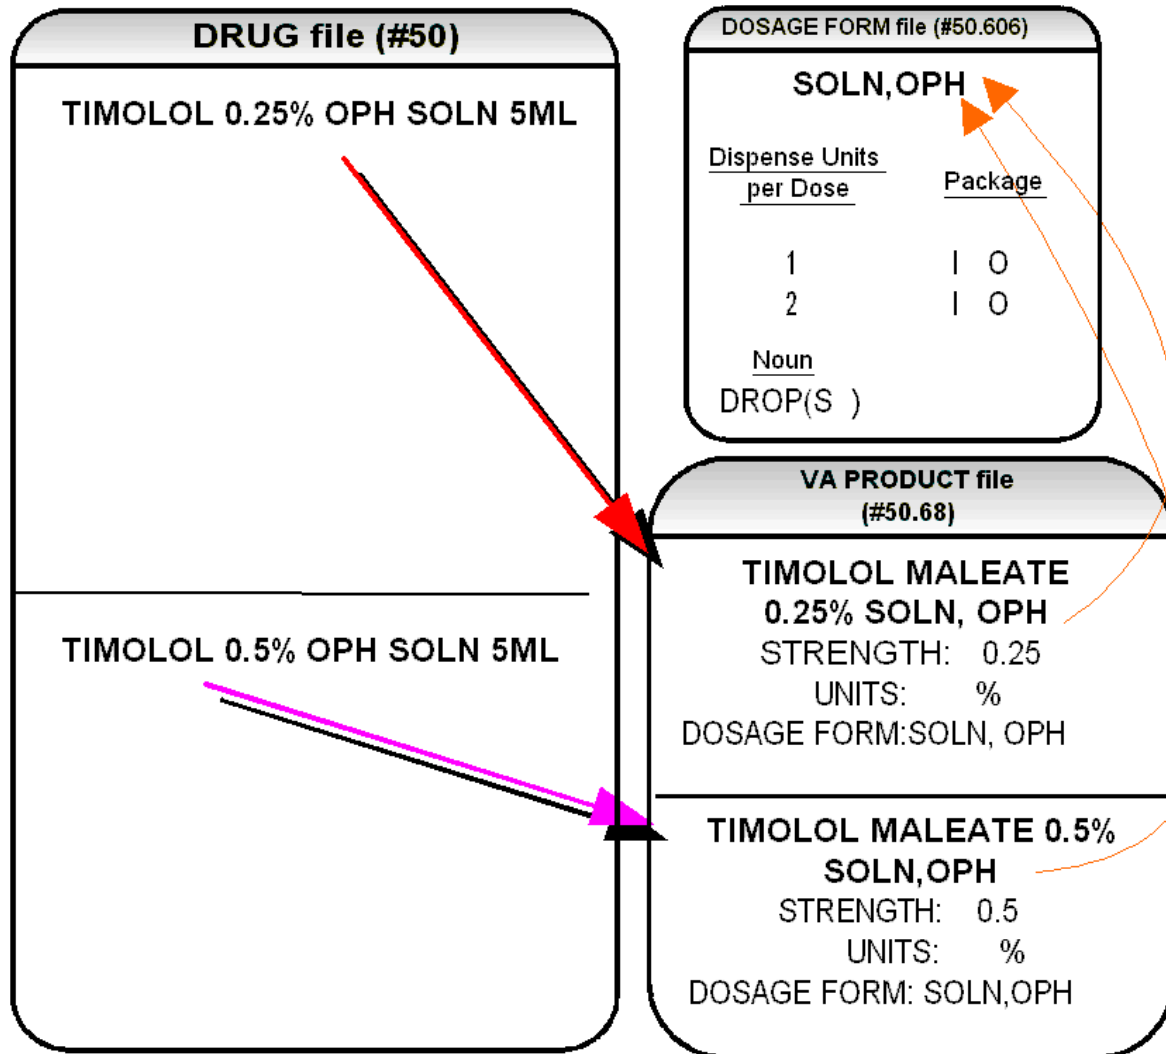 DRUG file (#50)
TIMOLOL 0.25% OPH SOLN 5ML
TIMOLOL 0.5% OPH SOLN 5ML
DOSAGE FORM file (#50.606)
SOLN,OPH
Dispense Units
per Dose
Package
1 I O
2 I O
Noun
DROP(S )
VA PRODUCT file
(#50.68)
TIMOLOL MALEATE
0.25% SOLN, OPH
STRENGTH: 0.25
UNITS: %
DOSAGE FORM:SOLN, OPH
TIMOLOL MALEATE 0.5%
SOLN,OPH
STRENGTH: 0.5
UNITS: %
DOSAGE FORM: SOLN,OPH